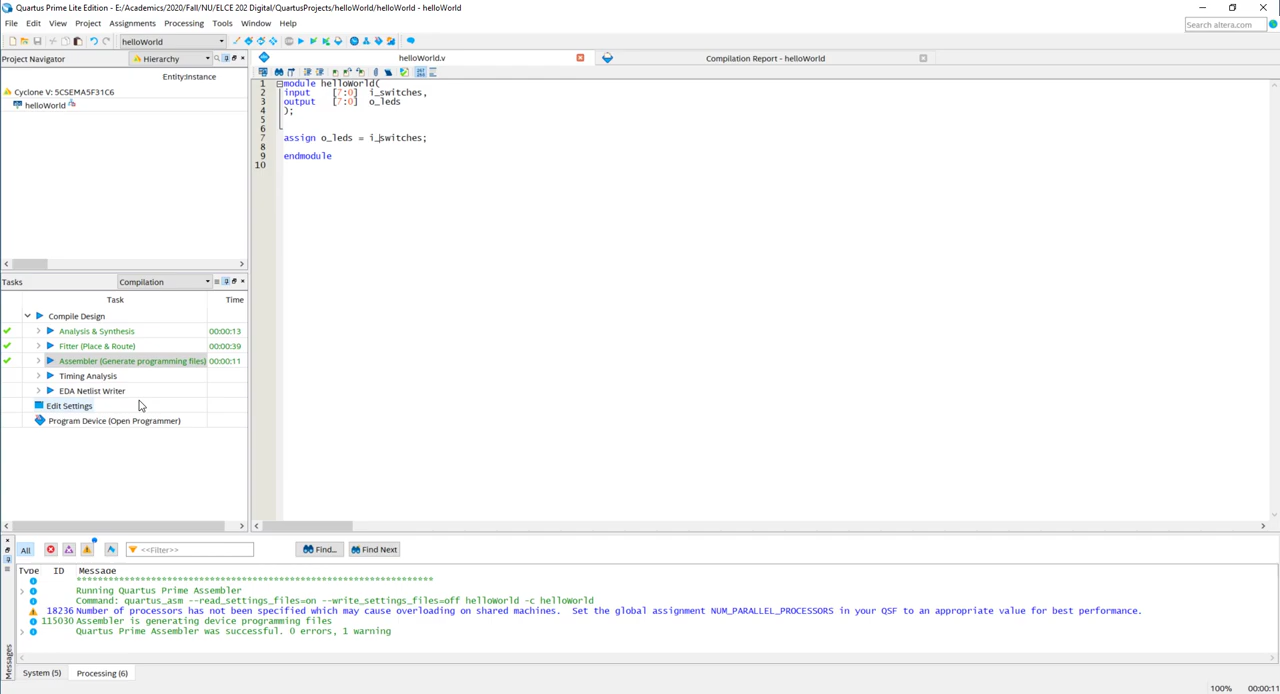 Quartus Prime Lite Edition - E:/Academics/2020/Fall/NU/ELCE 202 Digital/QuartusProjects/helloWorld/helloWorld - helloWorld
File Edit View Project Assignments Processing Tools Window Help
Search altera.com
helloWorld
Project Navigator Hierarchy
helloWorld.v
Compilation Report - helloWorld
Entity:Instance
Cyclone V: 5CSEMA5F31C6
helloWorld
1 module helloWorld(
2 input [7:0] i_switches,
3 output [7:0] o_leds
4 );
5
6
7 assign o_leds = i_switches;
8
9 endmodule
10
Tasks Compilation
Task Time
Compile Design
Analysis & Synthesis 00:00:13
Fitter (Place & Route) 00:00:39
Assembler (Generate programming files) 00:00:11
Timing Analysis
EDA Netlist Writer
Edit Settings
Program Device (Open Programmer)
All <<Filter>> Find... Find Next
Type ID Message
*******************************************************************
Running Quartus Prime Assembler
Command: quartus_asm --read_settings_files=on --write_settings_files=off helloWorld -c helloWorld
18236 Number of processors has not been specified which may cause overloading on shared machines. Set the global assignment NUM_PARALLEL_PROCESSORS in your QSF to an appropriate value for best performance.
115030 Assembler is generating device programming files
Quartus Prime Assembler was successful. 0 errors, 1 warning
Messages
System (5) Processing (6)
100% 00:00:11